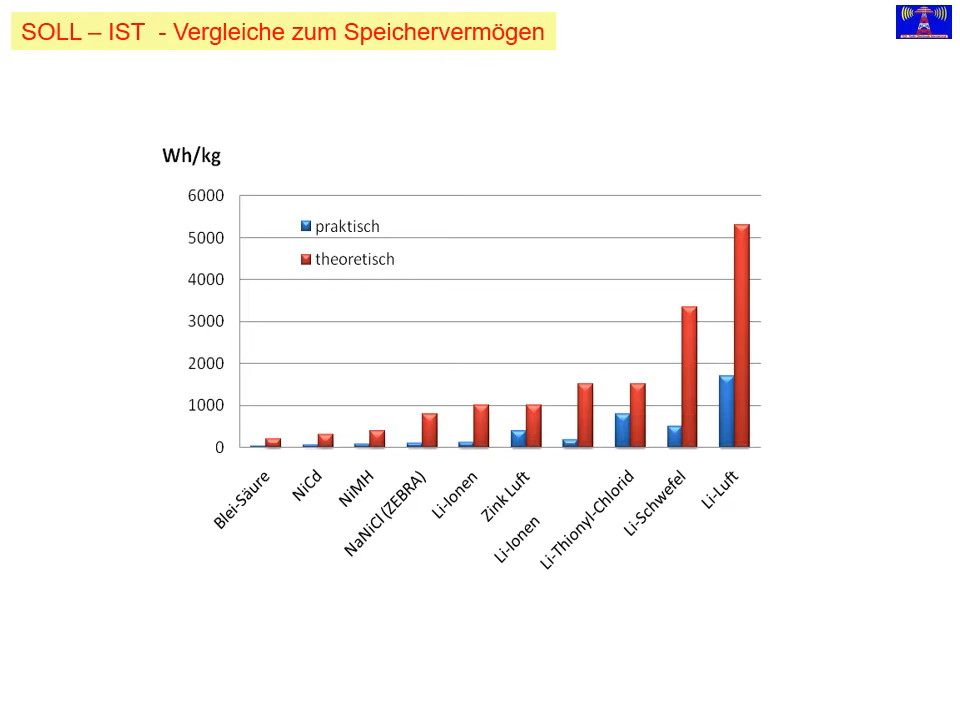 SOLL – IST - Vergleiche zum Speichervermögen
Wh/kg
6000
5000
4000
3000
2000
1000
0
praktisch
theoretisch
Blei-Säure
NiCd
NiMH
NaNiCl (ZEBRA)
Li-Ionen
Zink Luft
Li-Ionen
Li-Thionyl-Chlorid
Li-Schwefel
Li-Luft